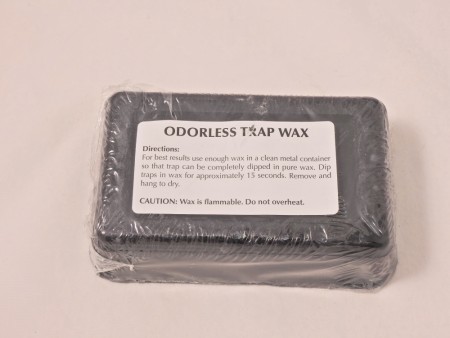 ODORLESS TRAP WAX
Directions:
For best results use enough wax in a clean metal container
so that trap can be completely dipped in pure wax. Dip
traps in wax for approximately 15 seconds. Remove and
hang to dry.
CAUTION: Wax is flammable. Do not overheat.